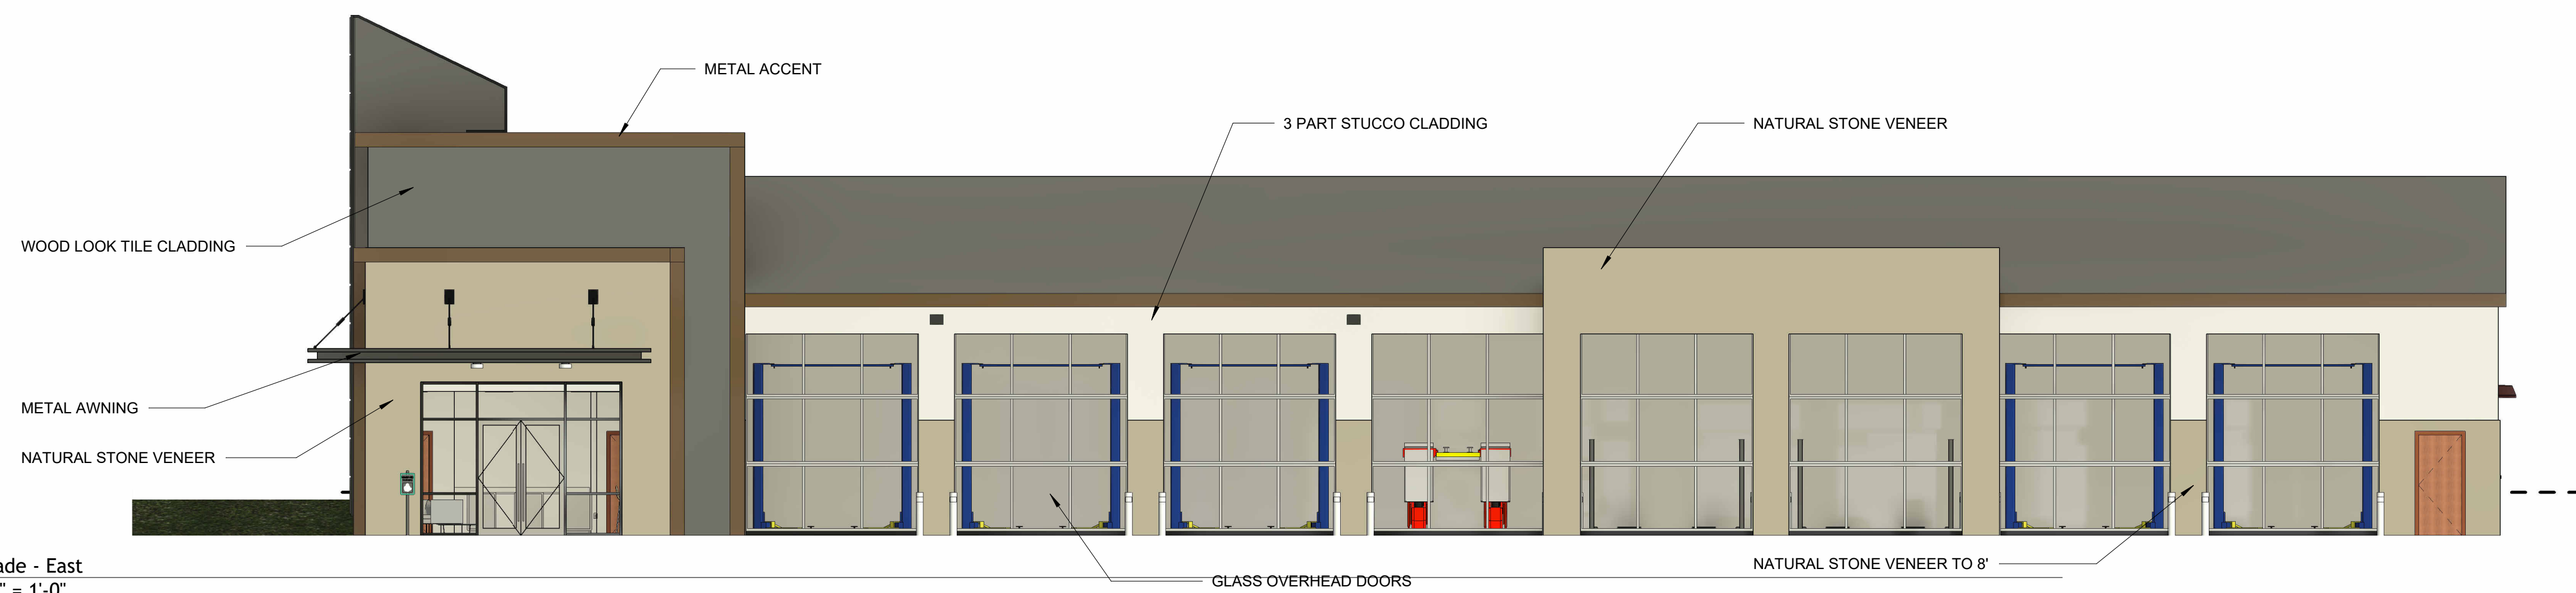 METAL ACCENT
3 PART STUCCO CLADDING
NATURAL STONE VENEER
WOOD LOOK TILE CLADDING
METAL AWNING
NATURAL STONE VENEER
NATURAL STONE VENEER TO 8'
GLASS OVERHEAD DOORS
- East
" = 1'-0"